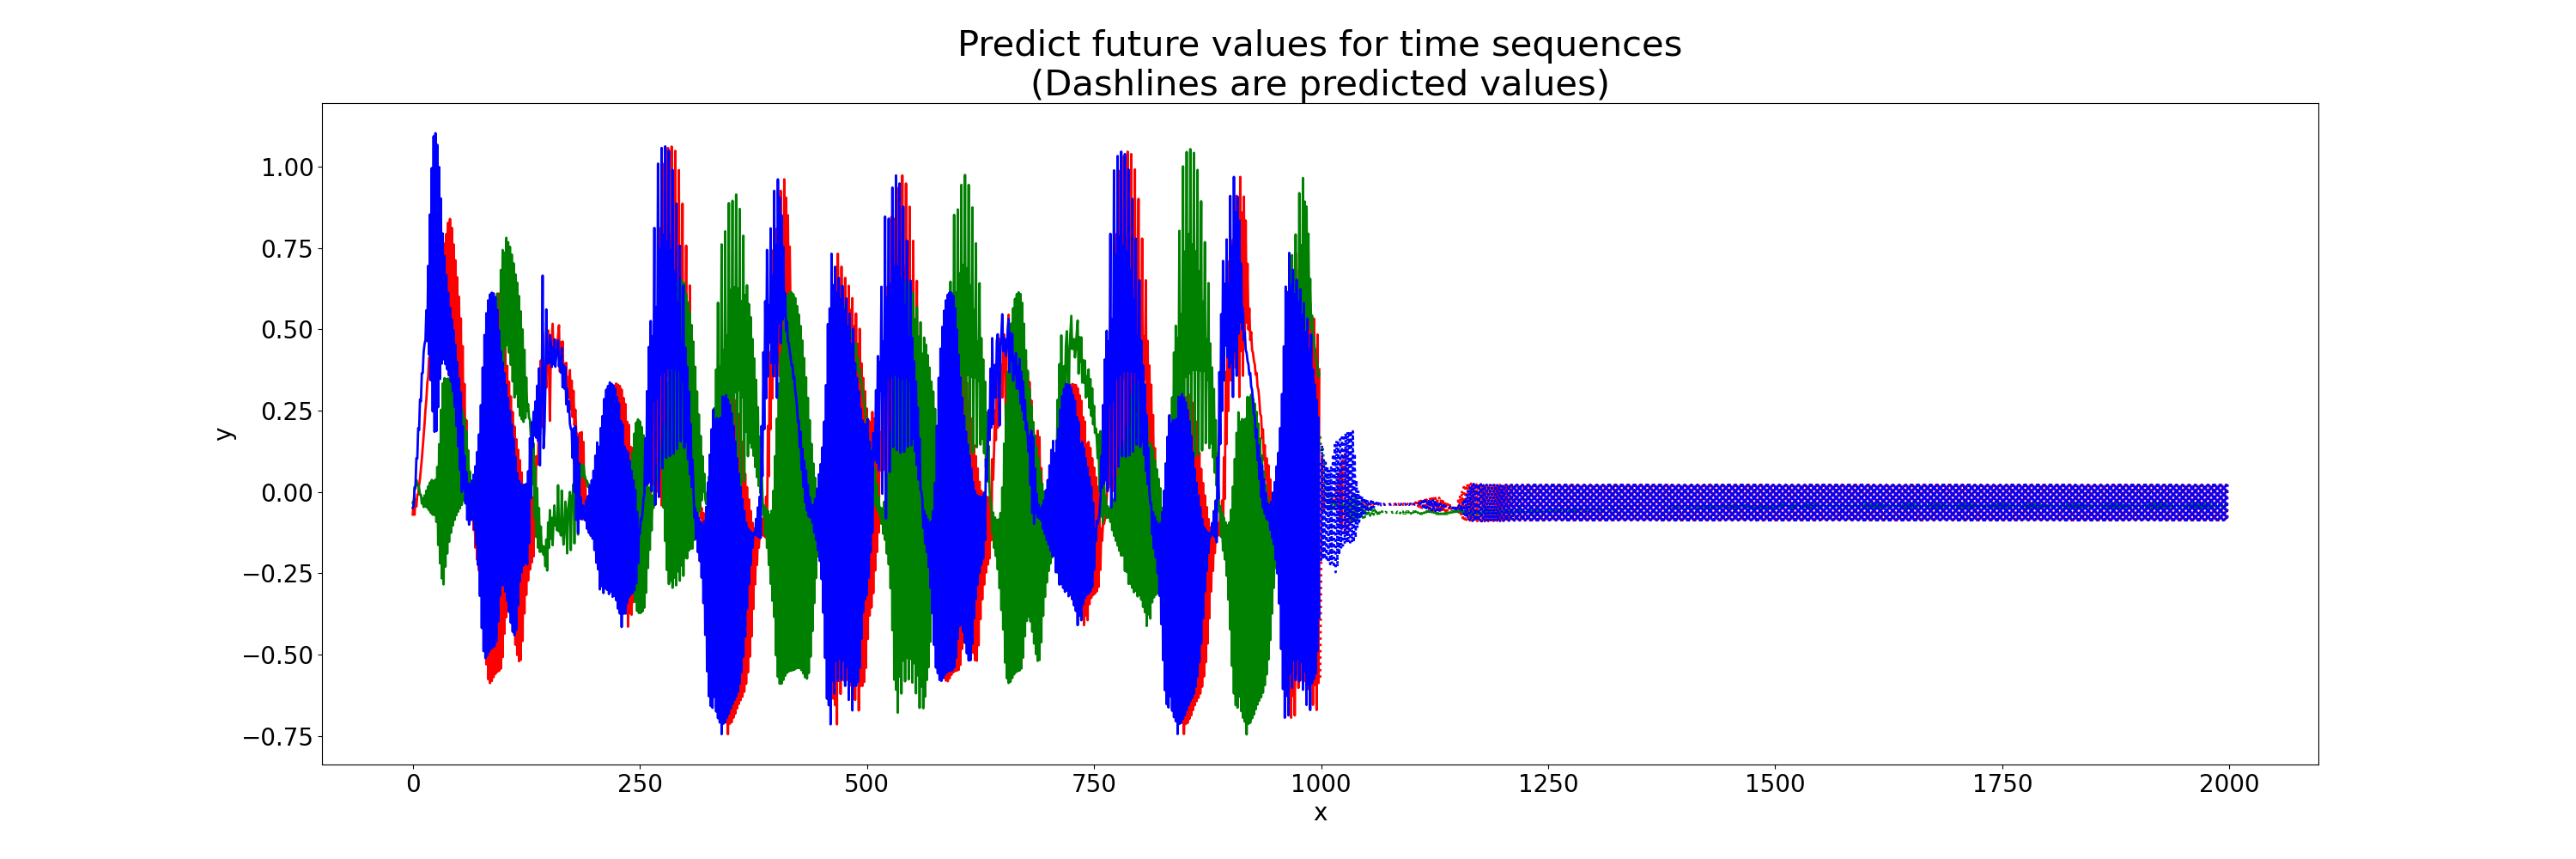 Predict future values for time sequences
(Dashlines are predicted values)
1.00
0.75
0.50
0.25
0.00
−0.25
−0.50
−0.75
y
0 250 500 750 1000 1250 1500 1750 2000
x